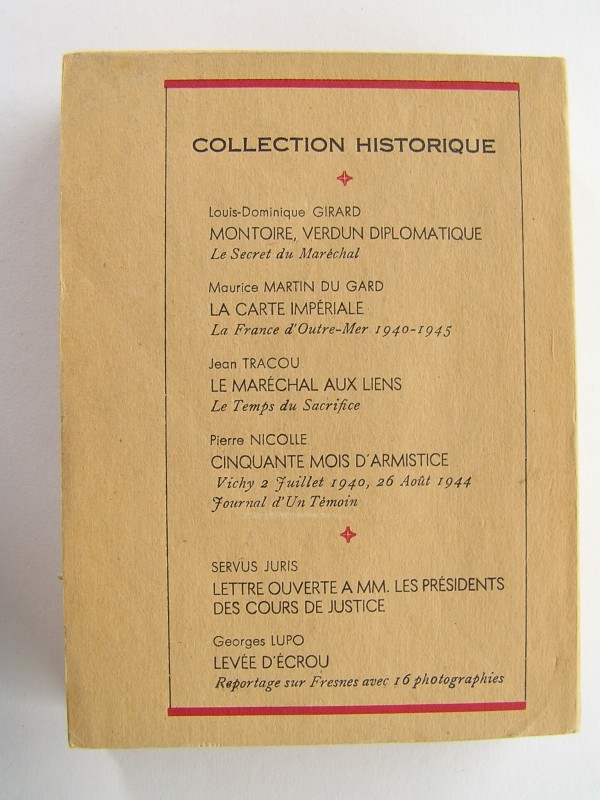 COLLECTION HISTORIQUE
Louis-Dominique GIRARD
MONTOIRE, VERDUN DIPLOMATIQUE
Le Secret du Maréchal
Maurice MARTIN DU GARD
LA CARTE IMPÉRIALE
La France d'Outre-Mer 1940-1945
Jean TRACOU
LE MARÉCHAL AUX LIENS
Le Temps du Sacrifice
Pierre NICOLLE
CINQUANTE MOIS D'ARMISTICE
Vichy 2 Juillet 1940, 26 Août 1944
Journal d'Un Témoin
SERVUS JURIS
LETTRE OUVERTE A MM. LES PRÉSIDENTS
DES COURS DE JUSTICE
Georges LUPO
LEVÉE D'ÉCROU
Reportage sur Fresnes avec 16 photographies